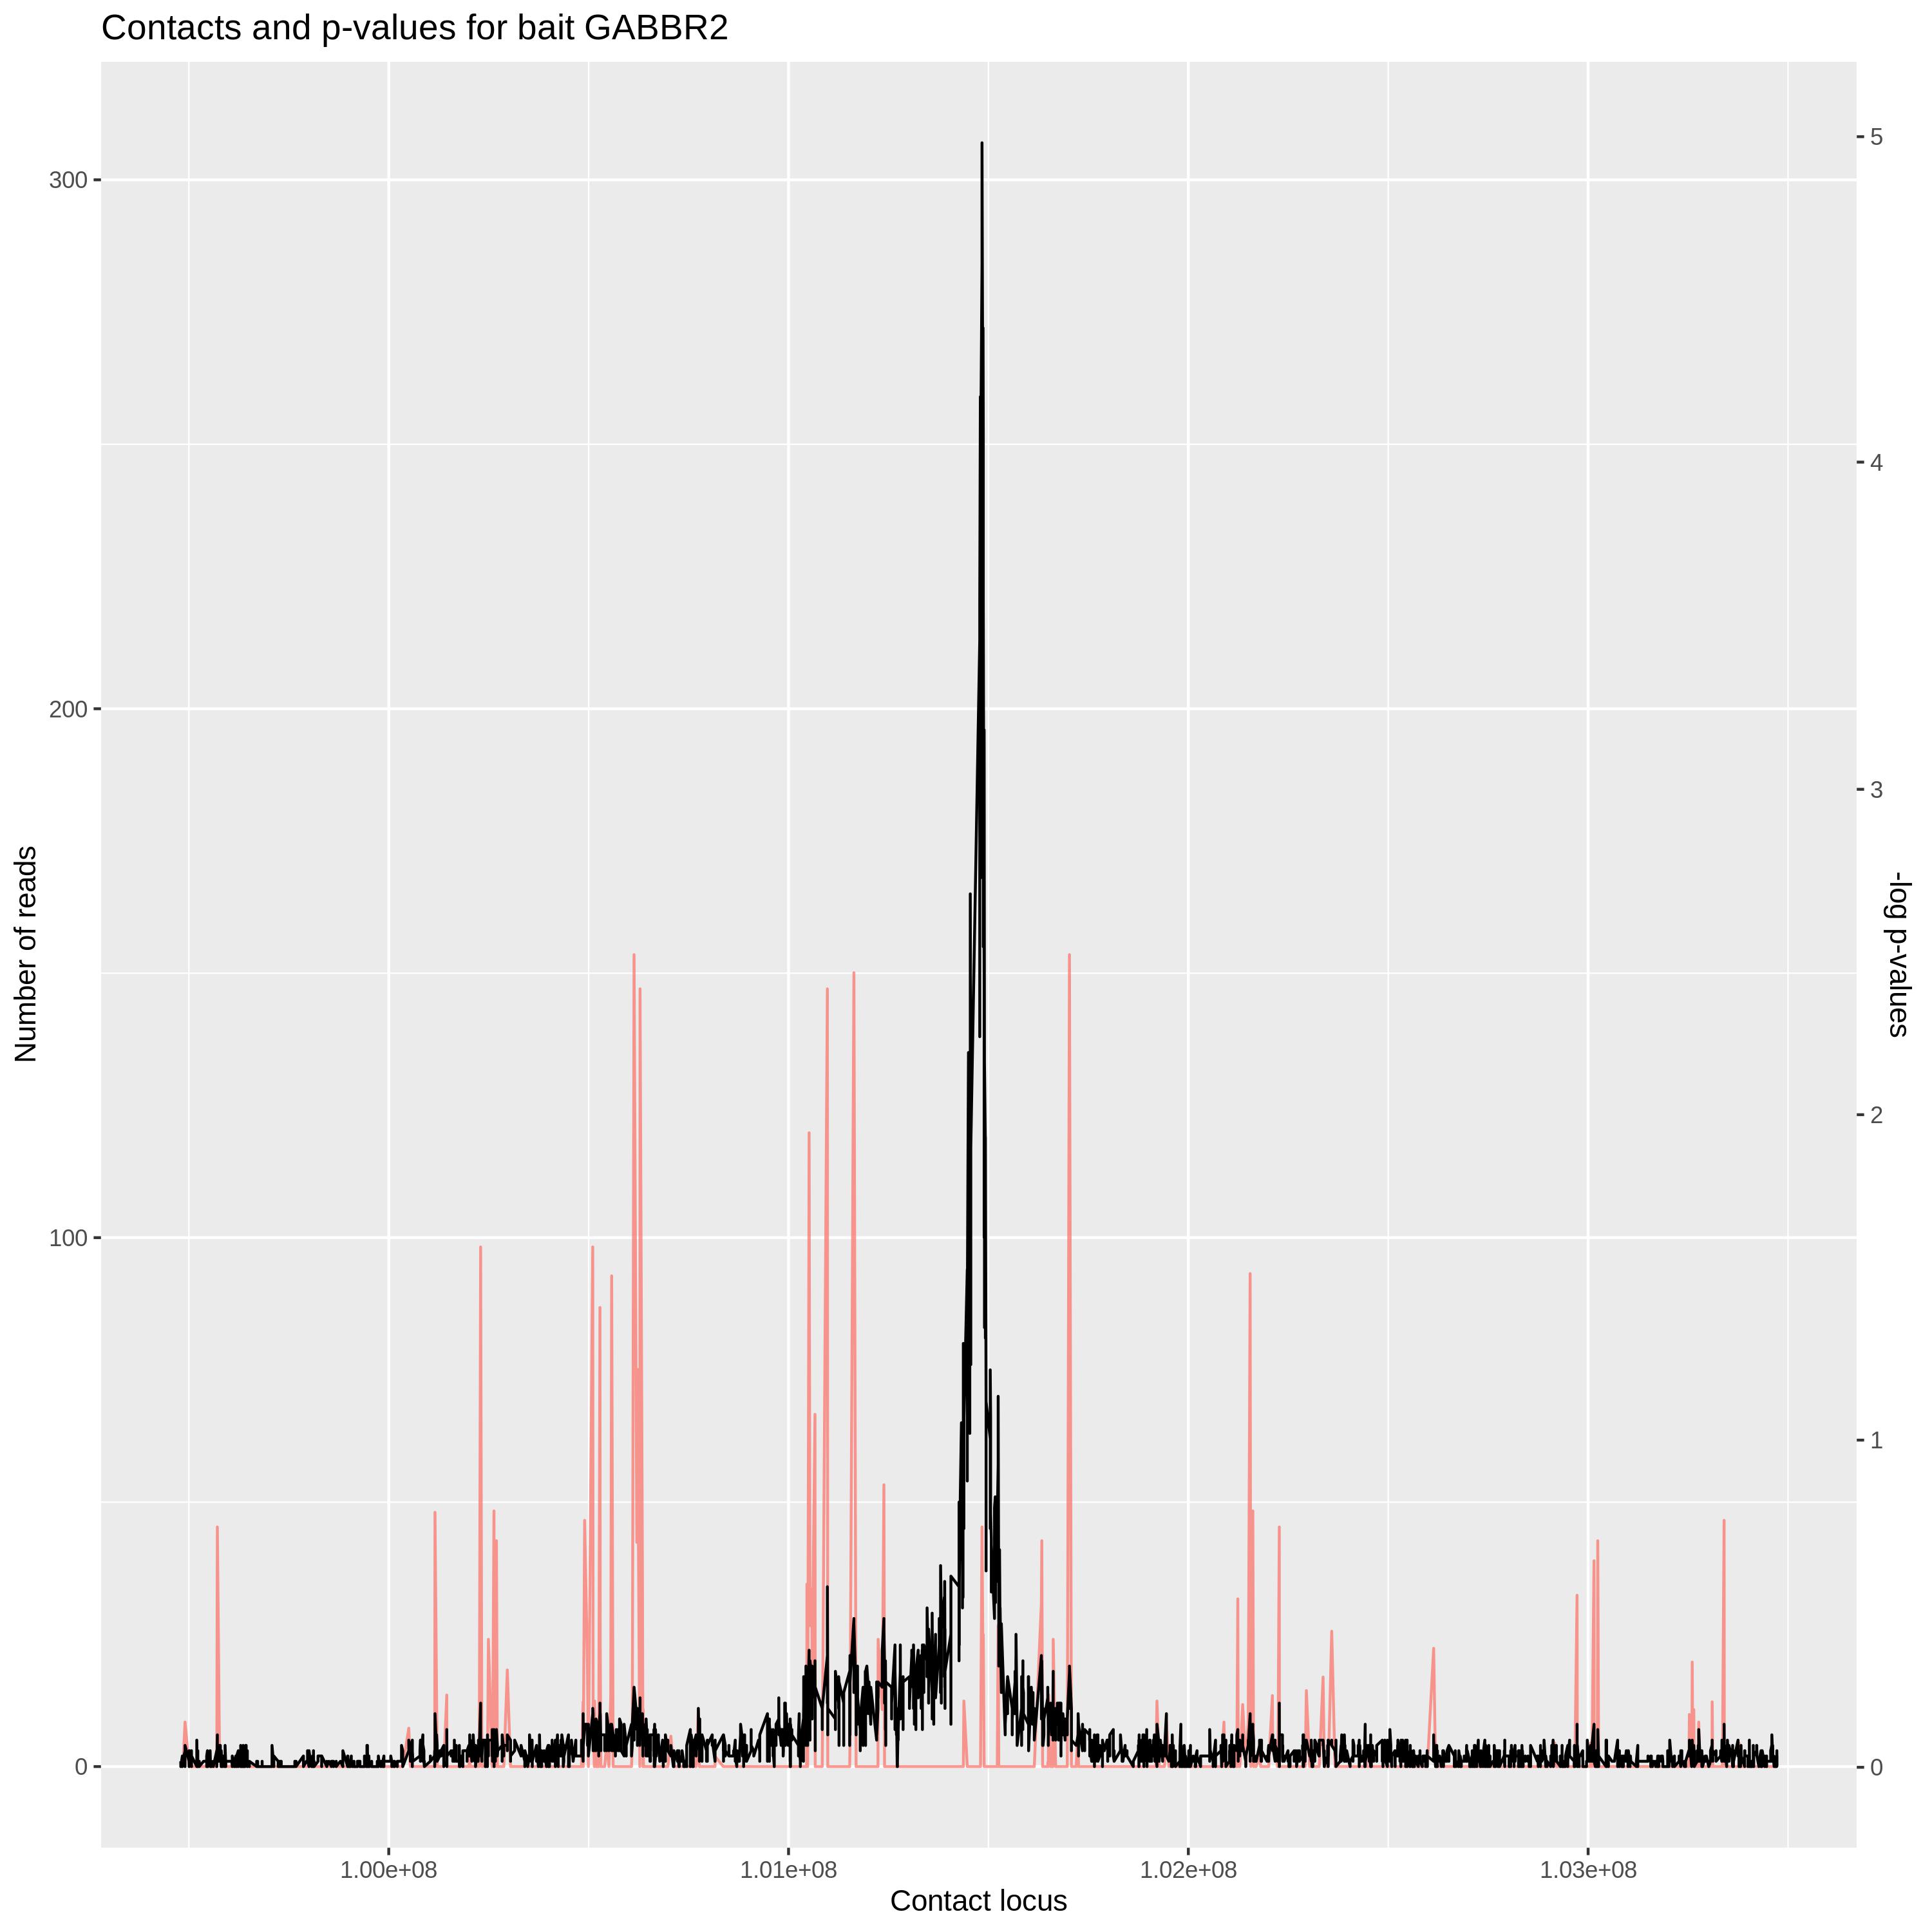 Contacts and p-values for bait GABBR2
300
200
100
0
Number of reads
5
4
3
2
1
0
-log p-values
1.00e+08
1.01e+08
1.02e+08
1.03e+08
Contact locus